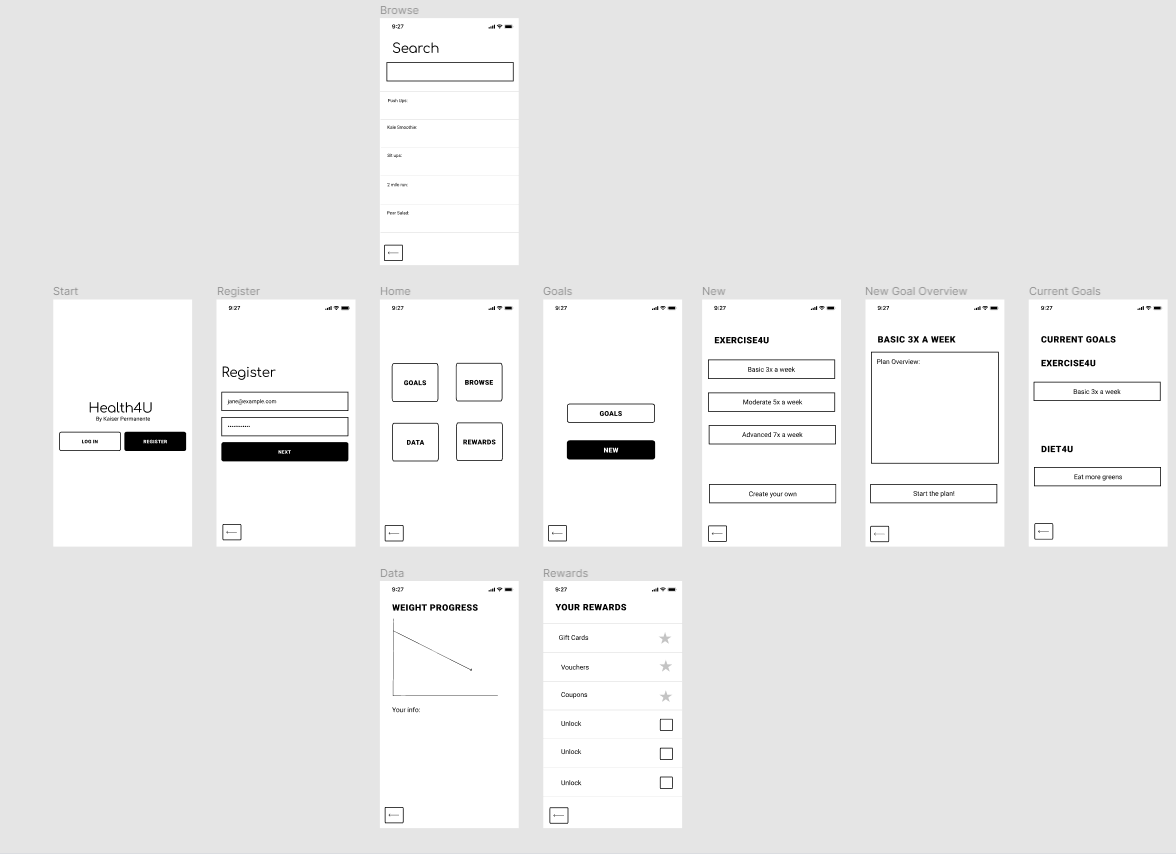 Browse
9:27
Search
Push Ups:
Kale Smoothie:
Sit ups:
2 mile run:
Pear Salad:
Start
Health4U
By Kaiser Permanente
LOG IN
REGISTER
Register
9:27
Register
jane@example.com
••••••••••••
NEXT
Home
9:27
GOALS
BROWSE
DATA
REWARDS
Goals
9:27
GOALS
NEW
New
9:27
EXERCISE4U
Basic 3x a week
Moderate 5x a week
Advanced 7x a week
Create your own
New Goal Overview
9:27
BASIC 3X A WEEK
Plan Overview:
Start the plan!
Current Goals
9:27
CURRENT GOALS
EXERCISE4U
Basic 3x a week
DIET4U
Eat more greens
Data
9:27
WEIGHT PROGRESS
Your info:
Rewards
9:27
YOUR REWARDS
Gift Cards
Vouchers
Coupons
Unlock
Unlock
Unlock